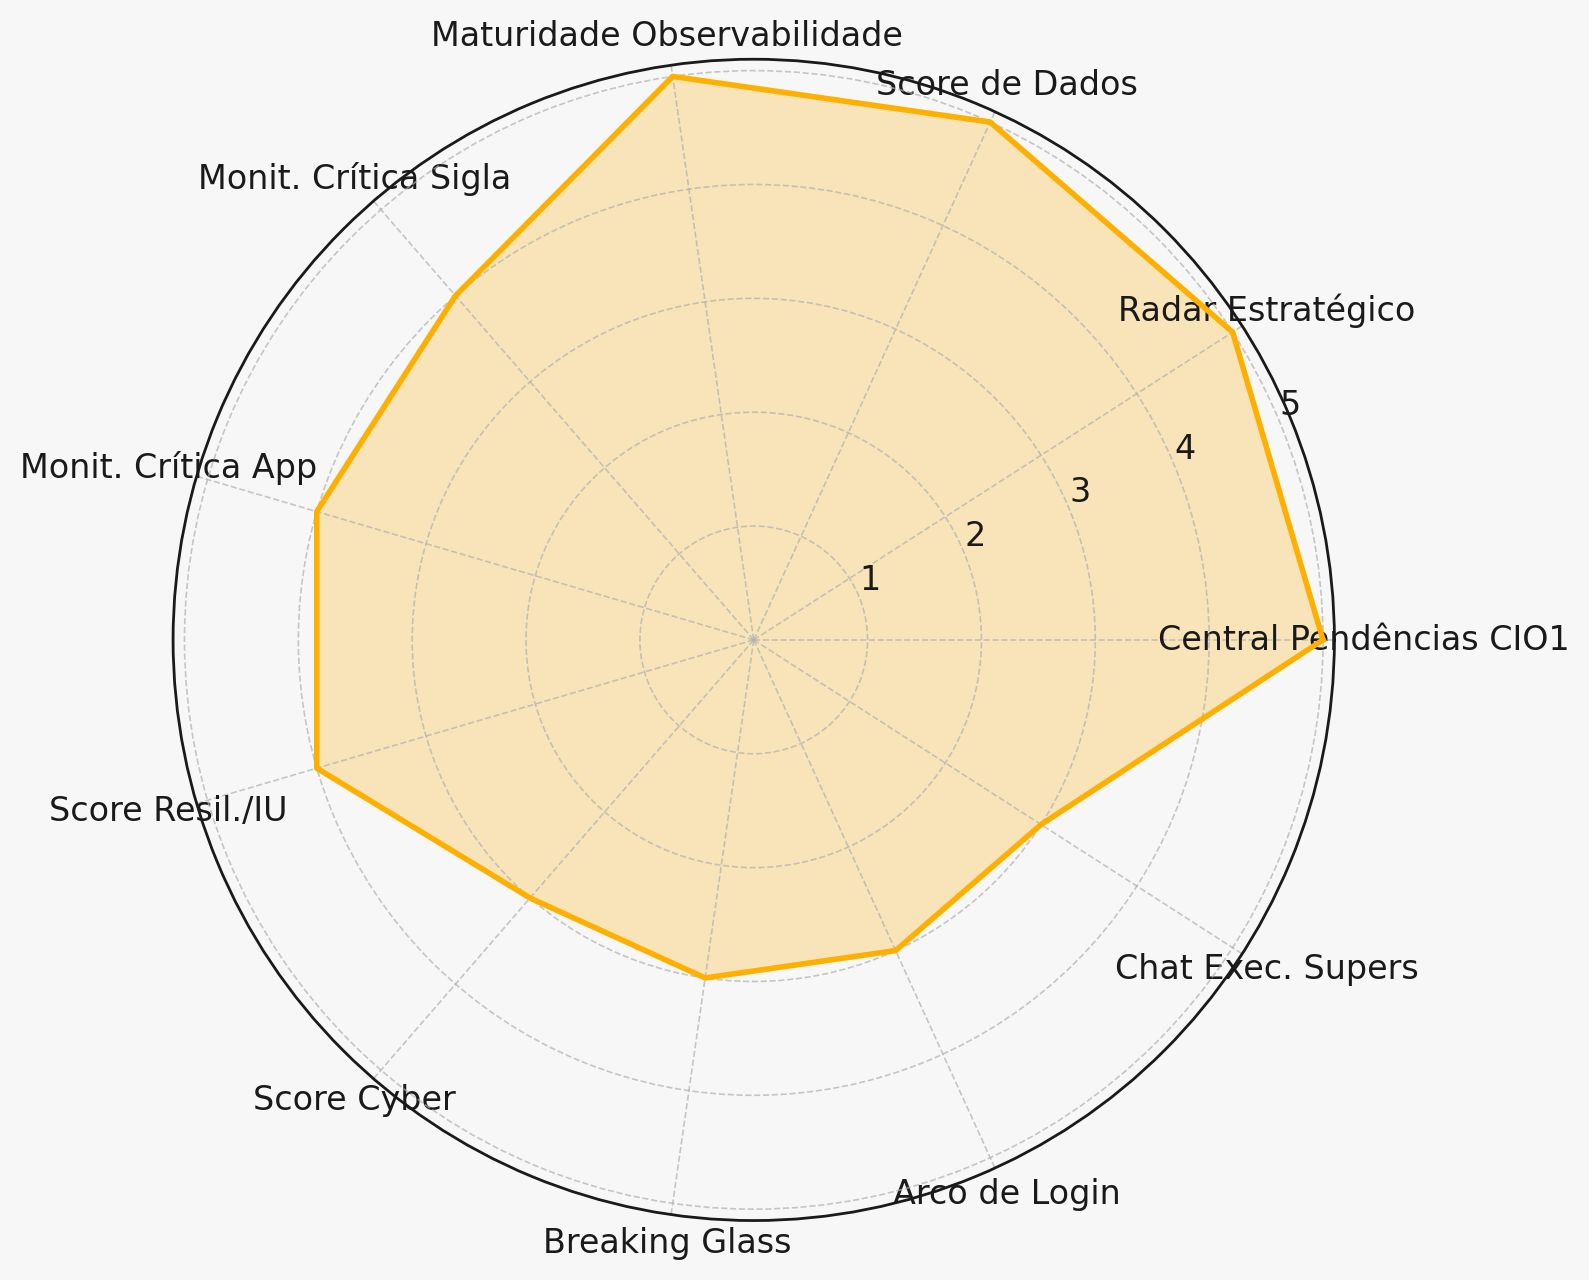 Maturidade Observabilidade
Score de Dados
Monit. Crítica Sigla
Radar Estratégico
5
4
Monit. Crítica App
3
2
1
Central Pendências CIO1
Score Resil./IU
Chat Exec. Supers
Score Cyber
Arco de Login
Breaking Glass